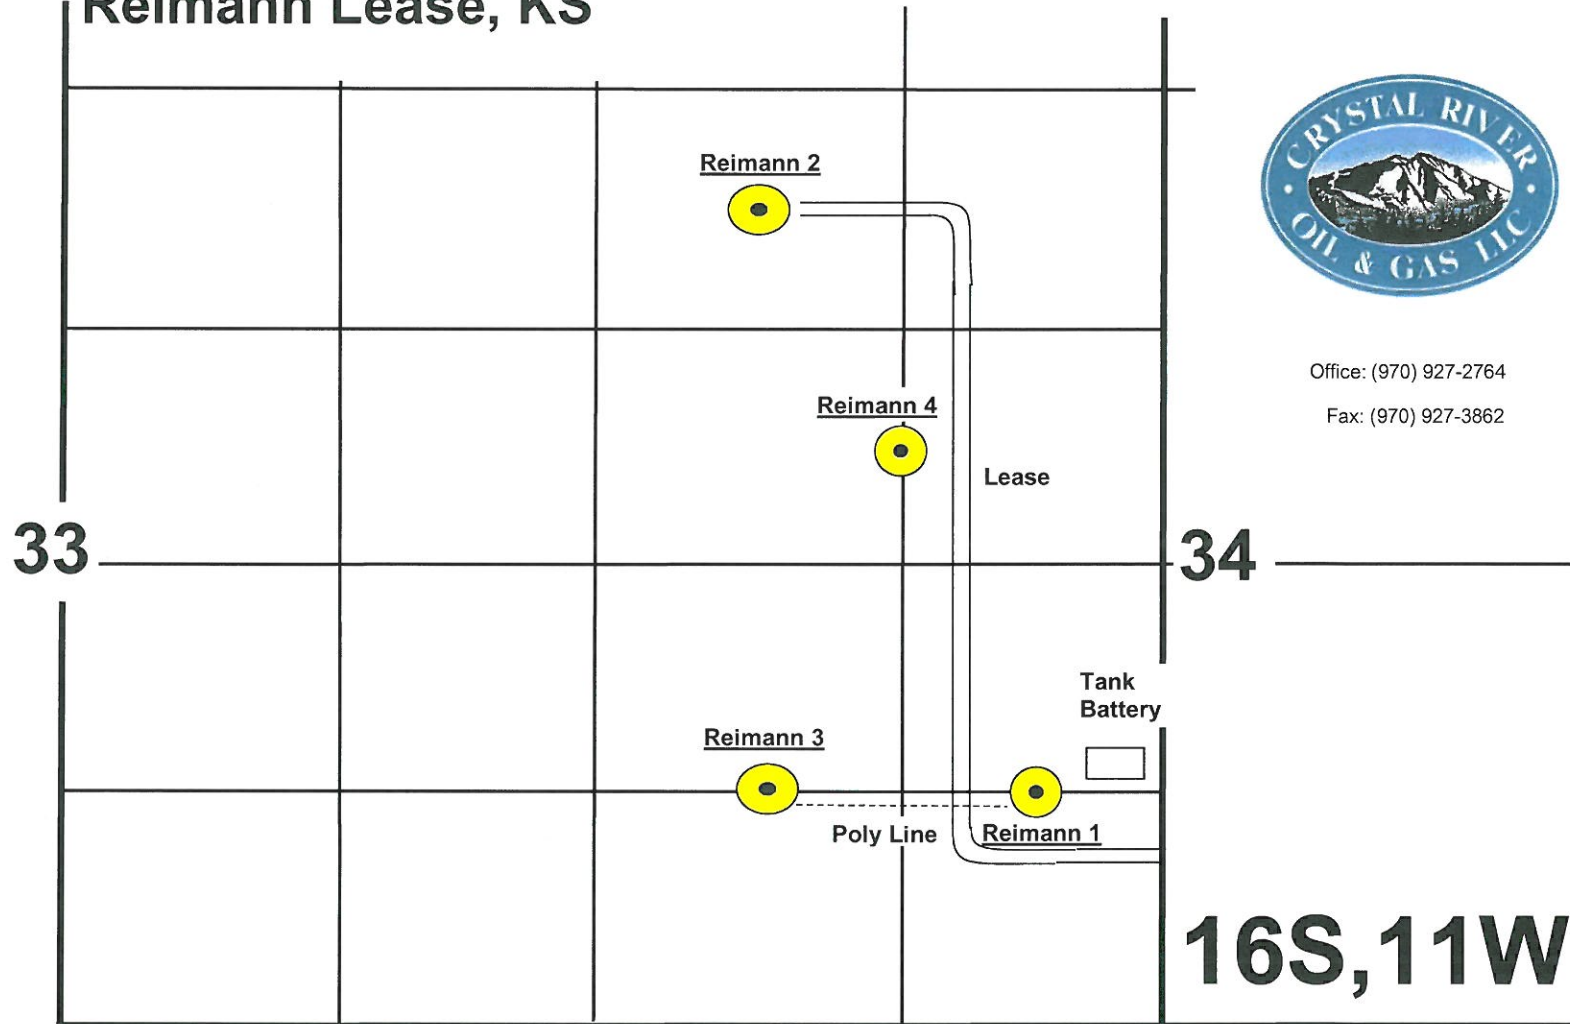 Reimann Lease, KS
CRYSTAL RIVER
OIL & GAS LLC
Reimann 2
Office: (970) 927-2764
Fax: (970) 927-3862
Reimann 4
Lease
33
34
Tank
Battery
Reimann 3
Poly Line
Reimann 1
16S,11W